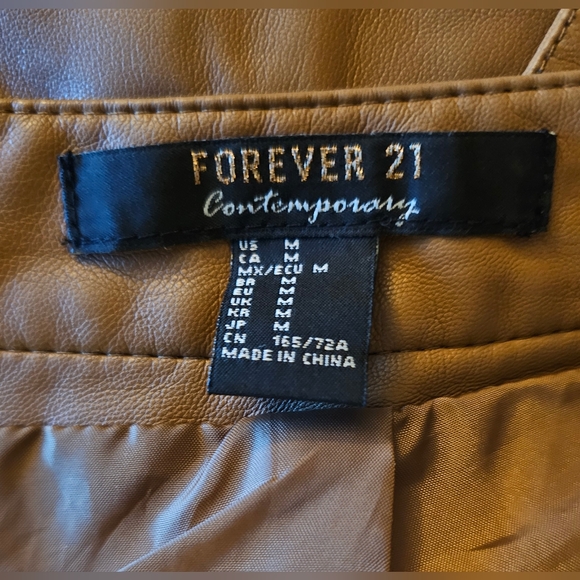 FOREVER 21
Contemporary
US M
CA M
MX/ECU M
BR M
EU M
UK M
KR M
JP M
CN 165/72A
MADE IN CHINA